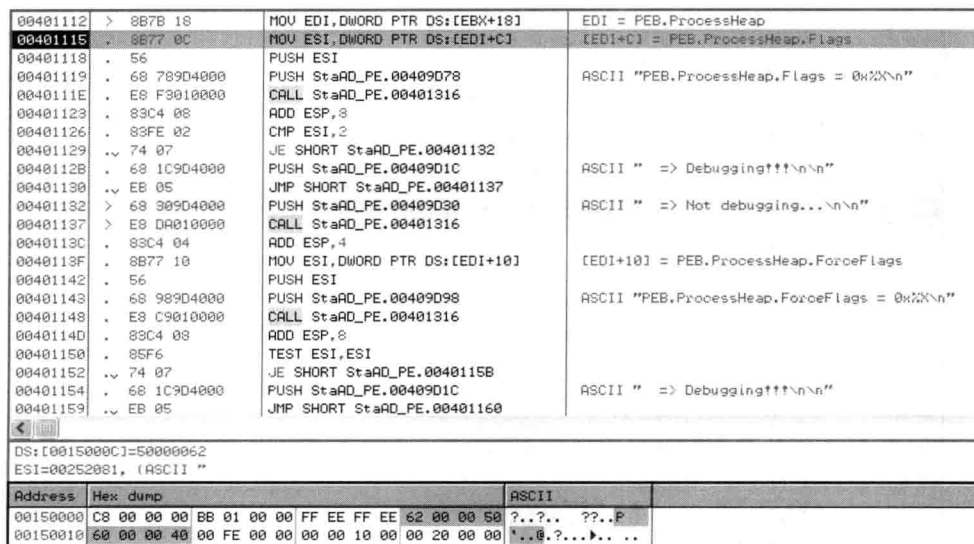 00401112 > 8B7B 18 MOV EDI,DWORD PTR DS:[EBX+18] EDI = PEB.ProcessHeap
00401115 . 8B77 0C MOV ESI,DWORD PTR DS:[EDI+C] [EDI+C] = PEB.ProcessHeap.Flags
00401118 . 56 PUSH ESI
00401119 . 68 789D4000 PUSH StaAD_PE.00409D78 ASCII "PEB.ProcessHeap.Flags = 0x%X\n"
0040111E . E8 F3010000 CALL StaAD_PE.00401316
00401123 . 83C4 08 ADD ESP,8
00401126 . 83FE 02 CMP ESI,2
00401129 .⌄ 74 07 JE SHORT StaAD_PE.00401132
0040112B . 68 1C9D4000 PUSH StaAD_PE.00409D1C ASCII " => Debugging!!!\n\n"
00401130 .⌄ EB 05 JMP SHORT StaAD_PE.00401137
00401132 > 68 309D4000 PUSH StaAD_PE.00409D30 ASCII " => Not debugging...\n\n"
00401137 > E8 DA010000 CALL StaAD_PE.00401316
0040113C . 83C4 04 ADD ESP,4
0040113F . 8B77 10 MOV ESI,DWORD PTR DS:[EDI+10] [EDI+10] = PEB.ProcessHeap.ForceFlags
00401142 . 56 PUSH ESI
00401143 . 68 989D4000 PUSH StaAD_PE.00409D98 ASCII "PEB.ProcessHeap.ForceFlags = 0x%X\n"
00401148 . E8 C9010000 CALL StaAD_PE.00401316
0040114D . 83C4 08 ADD ESP,8
00401150 . 85F6 TEST ESI,ESI
00401152 .⌄ 74 07 JE SHORT StaAD_PE.0040115B
00401154 . 68 1C9D4000 PUSH StaAD_PE.00409D1C ASCII " => Debugging!!!\n\n"
00401159 .⌄ EB 05 JMP SHORT StaAD_PE.00401160
DS:[0015000C]=50000062
ESI=00252081, (ASCII "
Address Hex dump ASCII
00150000 C8 00 00 00 BB 01 00 00 FF EE FF EE 62 00 00 50 ?..?.. ??..P
00150010 60 00 00 40 00 FE 00 00 00 00 10 00 00 20 00 00 `..@.?...▶.. ..